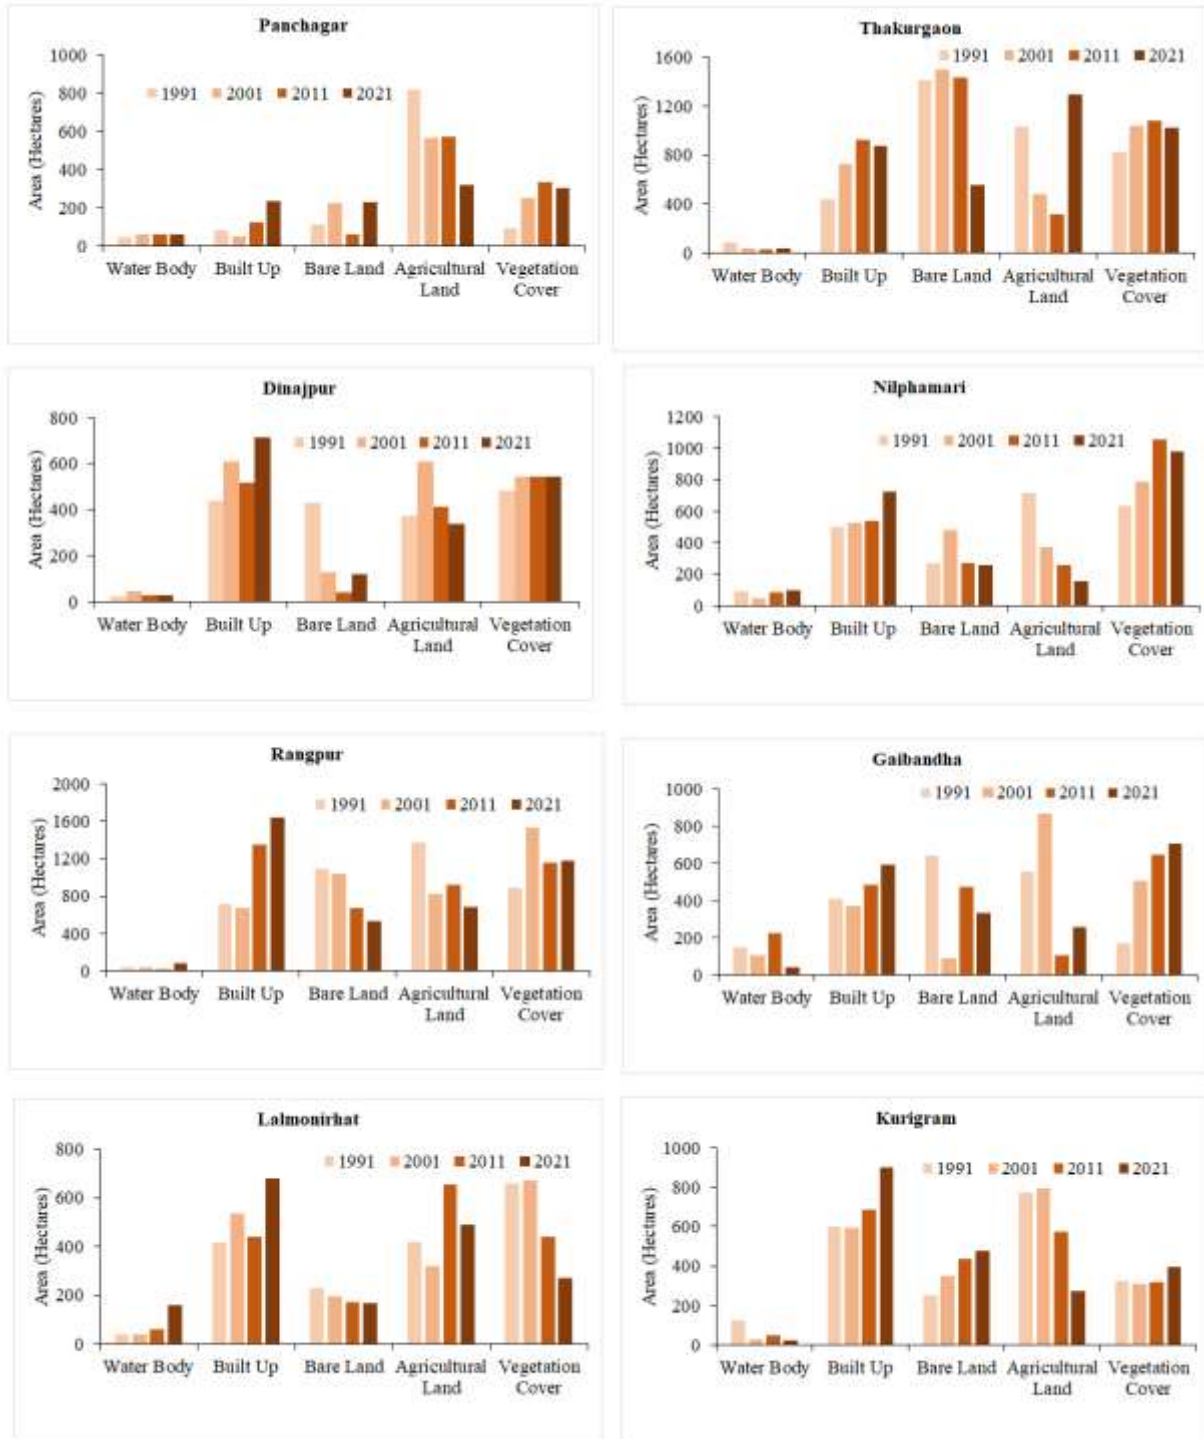 Panchagar
Area (Hectares)
1000
800
600
400
200
0
1991 2001 2011 2021
Water Body Built Up Bare Land Agricultural Vegetation
Land Cover
Thakurgaon
Area (Hectares)
1600
1200
800
400
0
1991 2001 2011 2021
Water Body Built Up Bare Land Agricultural Vegetation
Land Cover
Dinajpur
Area (Hectares)
800
600
400
200
0
1991 2001 2011 2021
Water Body Built Up Bare Land Agricultural Vegetation
Land Cover
Nilphamari
Area (Hectares)
1200
1000
800
600
400
200
0
1991 2001 2011 2021
Water Body Built Up Bare Land Agricultural Vegetation
Land Cover
Rangpur
Area (Hectares)
2000
1600
1200
800
400
0
1991 2001 2011 2021
Water Body Built Up Bare Land Agricultural Vegetation
Land Cover
Gaibandha
Area (Hectares)
1000
800
600
400
200
0
1991 2001 2011 2021
Water Body Built Up Bare Land Agricultural Vegetation
Land Cover
Lalmonirhat
Area (Hectares)
800
600
400
200
0
1991 2001 2011 2021
Water Body Built Up Bare Land Agricultural Vegetation
Land Cover
Kurigram
Area (Hectares)
1000
800
600
400
200
0
1991 2001 2011 2021
Water Body Built Up Bare Land Agricultural Vegetation
Land Cover